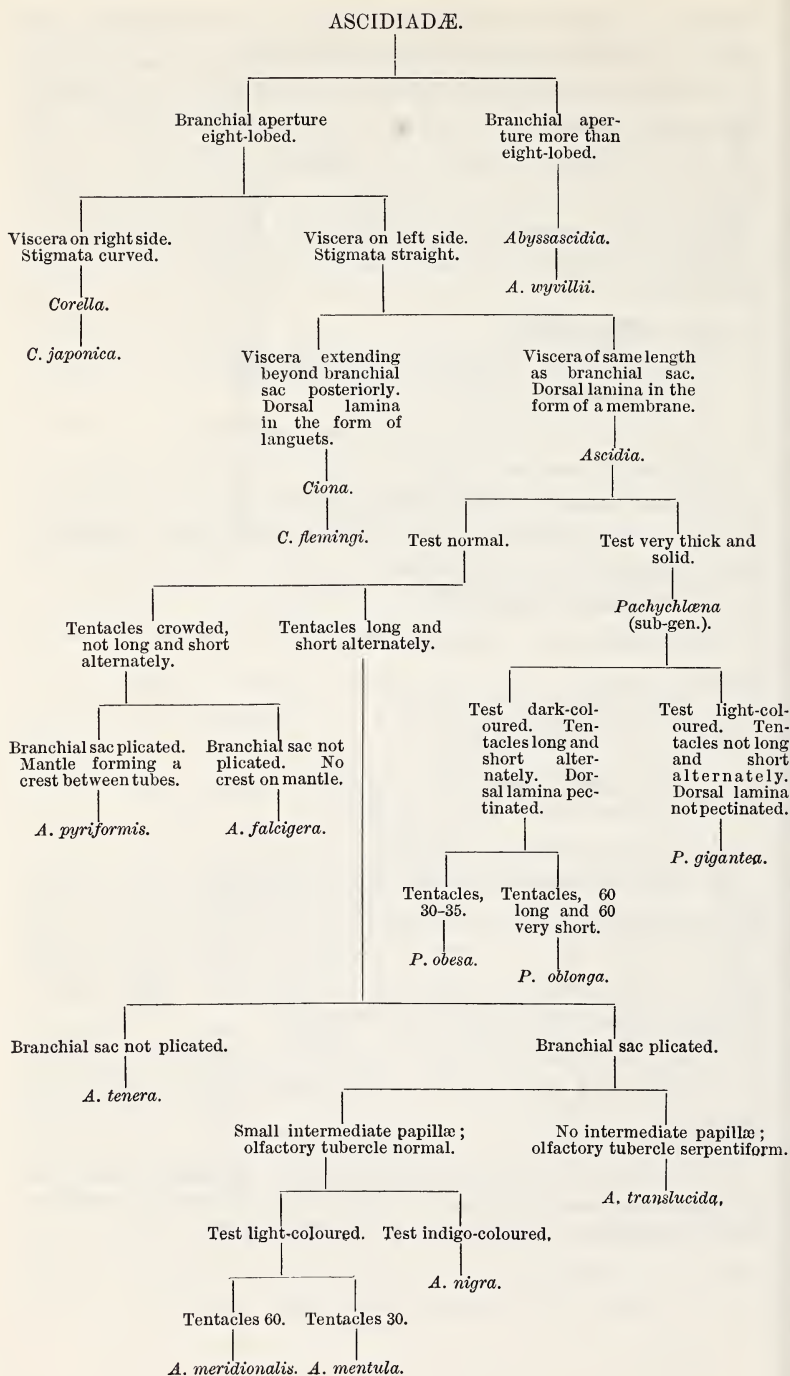 ASCIDIADÆ.
Branchial aperture
eight-lobed.
Branchial aper-
ture more than
eight-lobed.
Viscera on right side.
Stigmata curved.
Viscera on left side.
Stigmata straight.
Abyssascidia.
A. wyvillii.
Corella.
C. japonica.
Viscera extending
beyond branchial
sac posteriorly.
Dorsal lamina
in the form of
languets.
Viscera of same length
as branchial sac.
Dorsal lamina in the
form of a membrane.
Ascidia.
Ciona.
C. flemingi.
Test normal.
Test very thick and
solid.
Pachychlæna
(sub-gen.).
Tentacles crowded,
not long and short
alternately.
Tentacles long and
short alternately.
Test dark-col-
oured. Ten-
tacles long and
short alter-
nately. Dor-
sal lamina pec-
tinated.
Test light-col-
oured. Ten-
tacles not long
and short
alternately.
Dorsal lamina
not pectinated.
Branchial sac plicated.
Mantle forming a
crest between tubes.
Branchial sac not
plicated. No
crest on mantle.
A. pyriformis.
A. falcigera.
P. gigantea.
Tentacles,
30–35.
Tentacles, 60
long and 60
very short.
P. obesa.
P. oblonga.
Branchial sac not plicated.
Branchial sac plicated.
A. tenera.
Small intermediate papillæ;
olfactory tubercle normal.
No intermediate papillæ;
olfactory tubercle serpentiform.
A. translucida,
Test light-coloured.
Test indigo-coloured,
A. nigra.
Tentacles 60.
Tentacles 30.
A. meridionalis.
A. mentula.